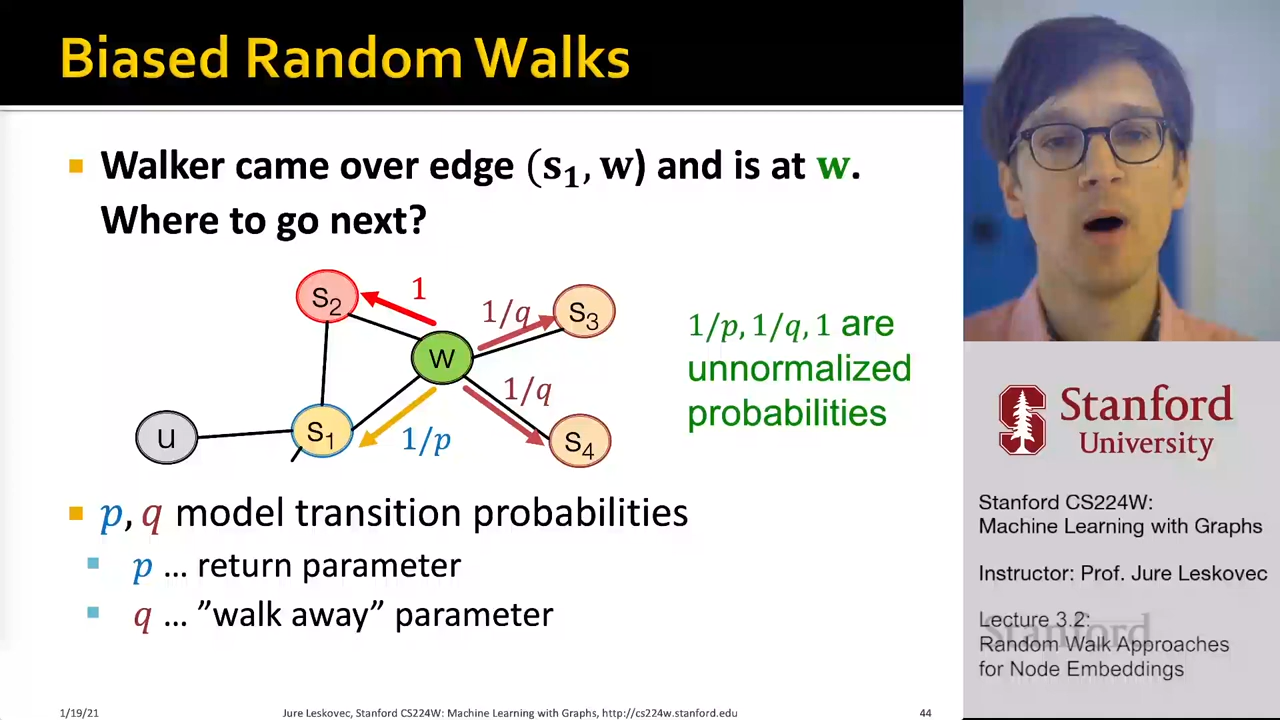 Biased Random Walks
Walker came over edge (s₁, w) and is at w.
Where to go next?
s₂
1
1/q
s₃
w
1/q
u
s₁
1/p
s₄
1/p, 1/q, 1 are
unnormalized
probabilities
p, q model transition probabilities
p … return parameter
q … ”walk away” parameter
1/19/21
Jure Leskovec, Stanford CS224W: Machine Learning with Graphs, http://cs224w.stanford.edu
44
Stanford
University
Stanford CS224W:
Machine Learning with Graphs
Instructor: Prof. Jure Leskovec
Lecture 3.2:
Stanford
Random Walk Approaches
for Node Embeddings